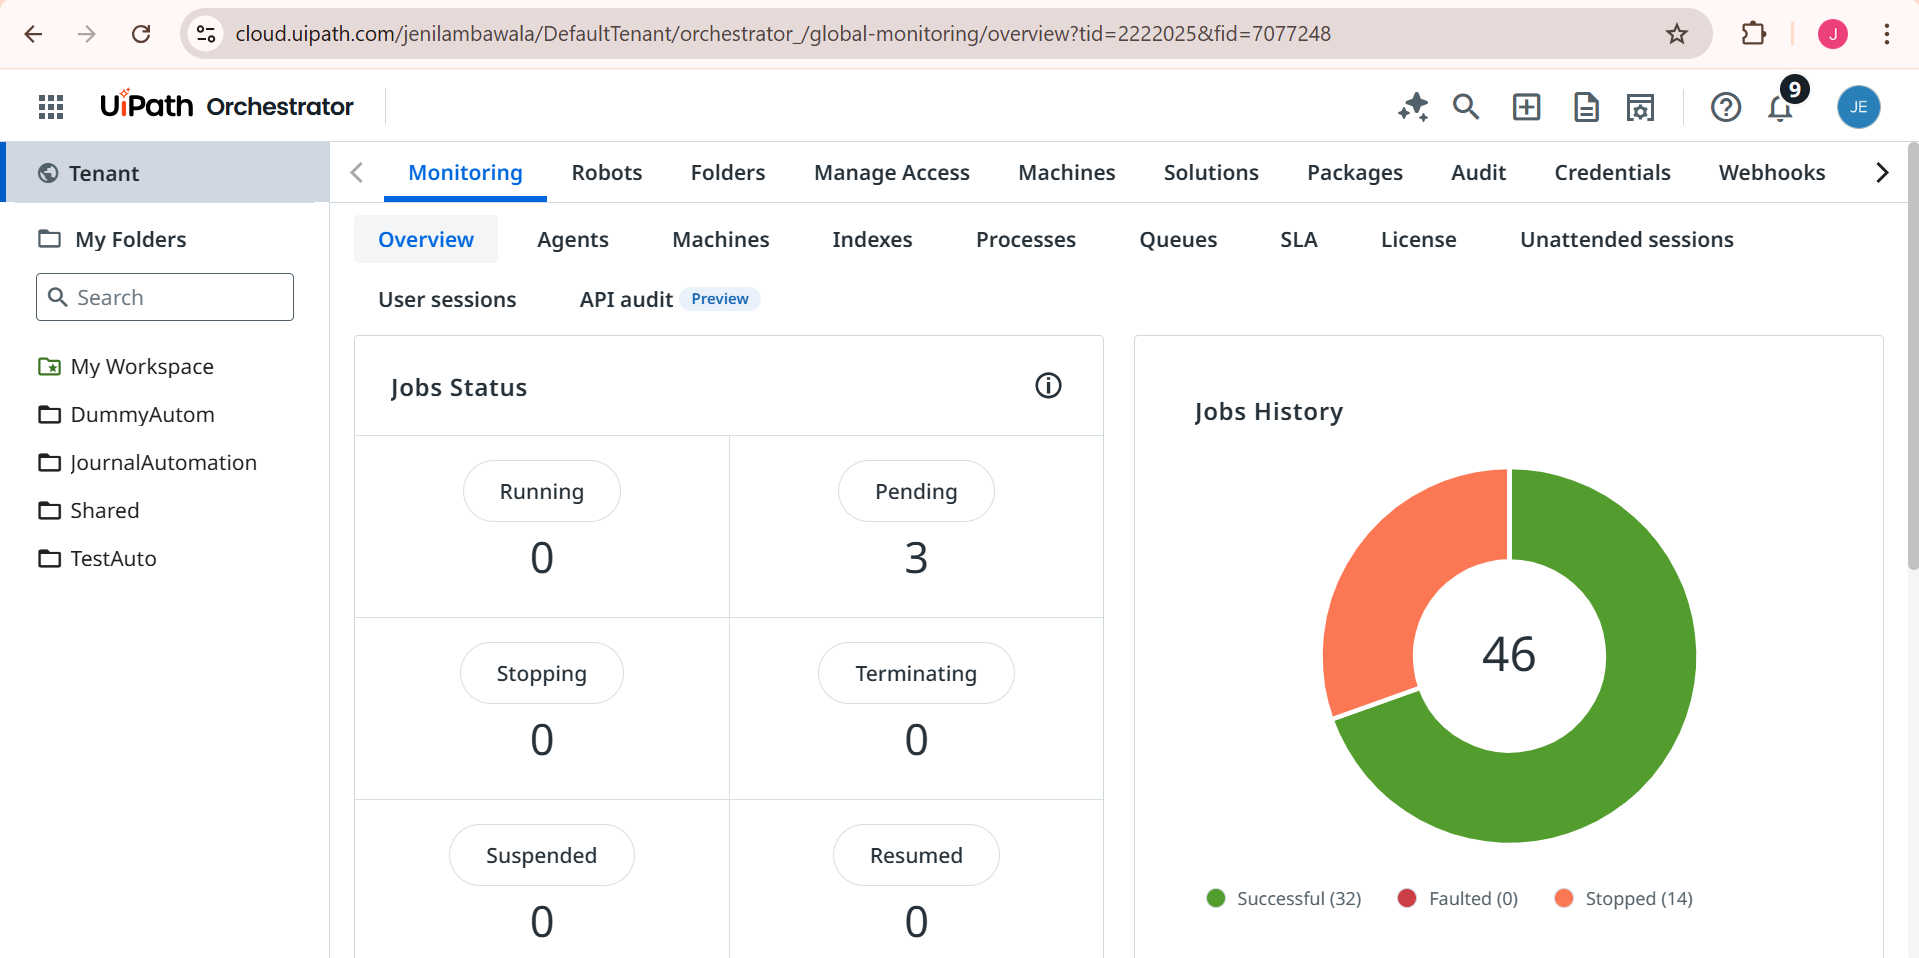 cloud.uipath.com/jenilambawala/DefaultTenant/orchestrator_/global-monitoring/overview?tid=2222025&fid=7077248
J
UiPath Orchestrator
9
JE
Tenant
Monitoring Robots Folders Manage Access Machines Solutions Packages Audit Credentials Webhooks
My Folders
Search
My Workspace
DummyAutom
JournalAutomation
Shared
TestAuto
Overview Agents Machines Indexes Processes Queues SLA License Unattended sessions
User sessions API audit Preview
Jobs Status
Running Pending
0 3
Stopping Terminating
0 0
Suspended Resumed
0 0
Jobs History
46
Successful (32) Faulted (0) Stopped (14)